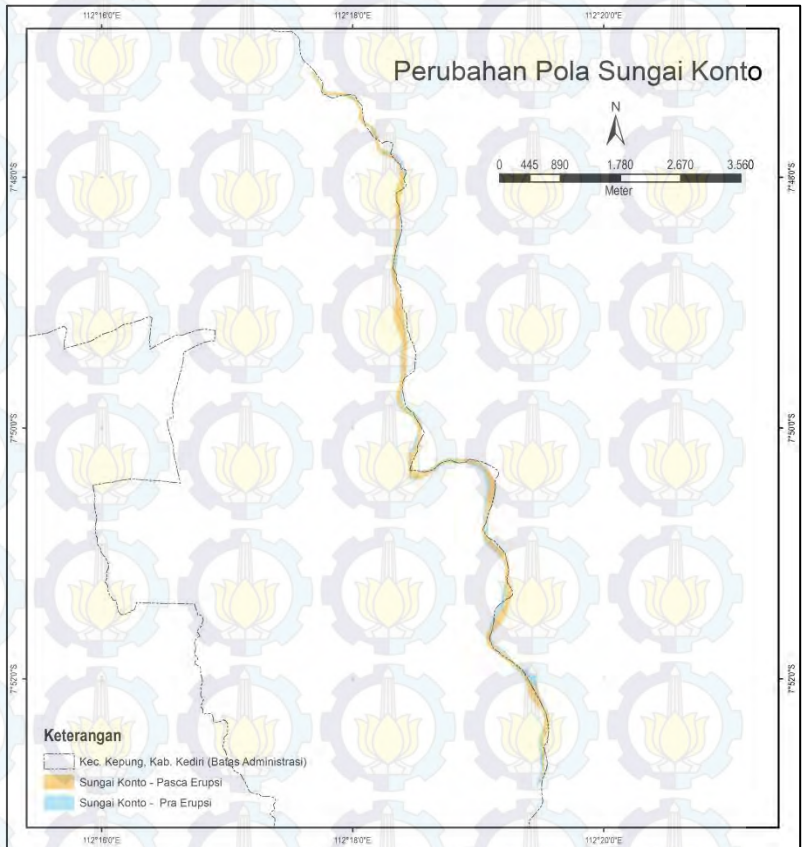 112°16'0"E 112°18'0"E 112°20'0"E
Perubahan Pola Sungai Konto
N
0 445 890 1.780 2.670 3.560
Meter
7°48'0"S 7°48'0"S
7°50'0"S 7°50'0"S
7°52'0"S 7°52'0"S
Keterangan
Kec. Kepung, Kab. Kediri (Batas Administrasi)
Sungai Konto - Pasca Erupsi
Sungai Konto - Pra Erupsi
112°16'0"E 112°18'0"E 112°20'0"E